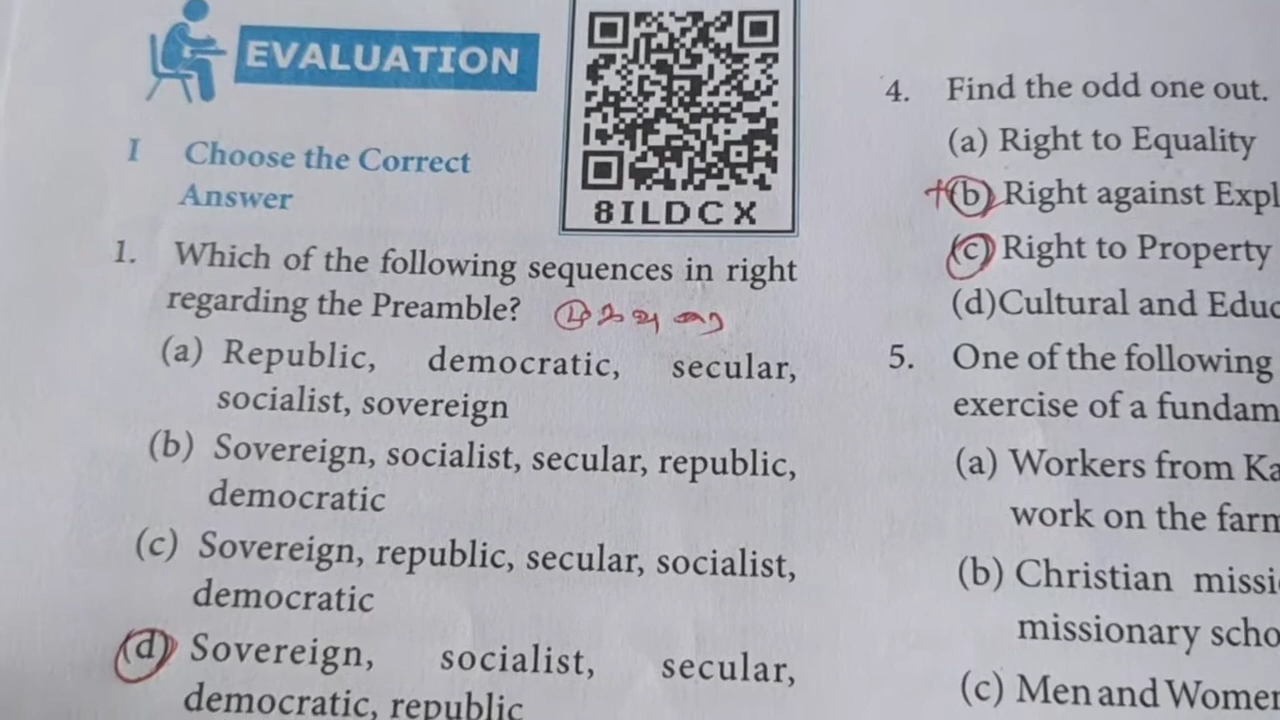 EVALUATION
8ILDCX
I Choose the Correct
Answer
1. Which of the following sequences in right
regarding the Preamble?
(a) Republic, democratic, secular,
socialist, sovereign
(b) Sovereign, socialist, secular, republic,
democratic
(c) Sovereign, republic, secular, socialist,
democratic
(d) Sovereign, socialist, secular,
democratic, republic
4. Find the odd one out.
(a) Right to Equality
(b) Right against Expl
(c) Right to Property
(d) Cultural and Educ
5. One of the following
exercise of a fundam
(a) Workers from Ka
work on the farm
(b) Christian missi
missionary scho
(c) Men and Women